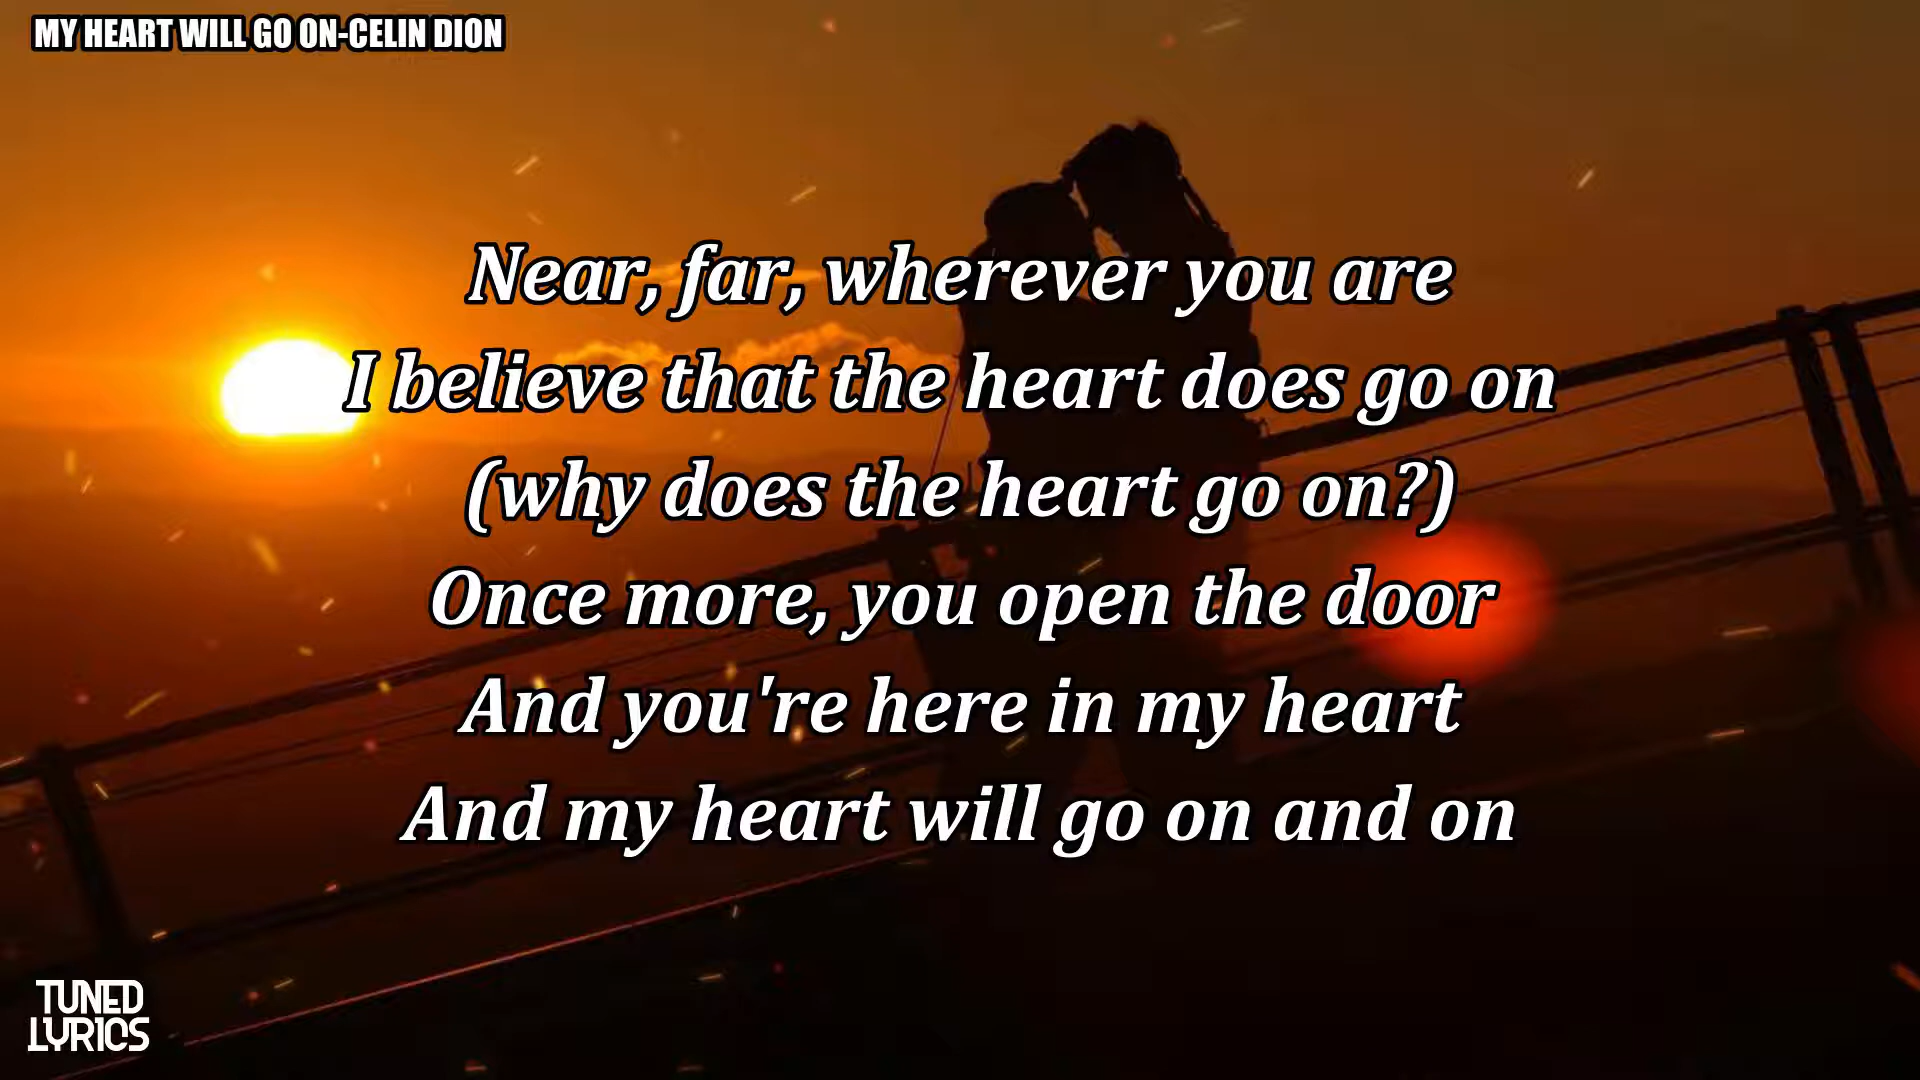 MY HEART WILL GO ON-CELIN DION
Near, far, wherever you are
I believe that the heart does go on
(why does the heart go on?)
Once more, you open the door
And you're here in my heart
And my heart will go on and on
TUNED
LYRICS